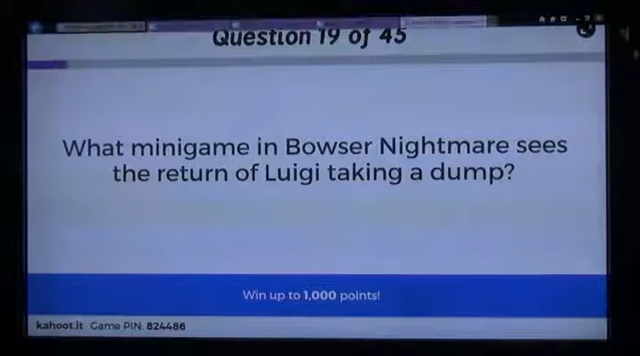 Question 19 of 45
What minigame in Bowser Nightmare sees
the return of Luigi taking a dump?
Win up to 1,000 points!
kahoot.it Game PIN: 824486